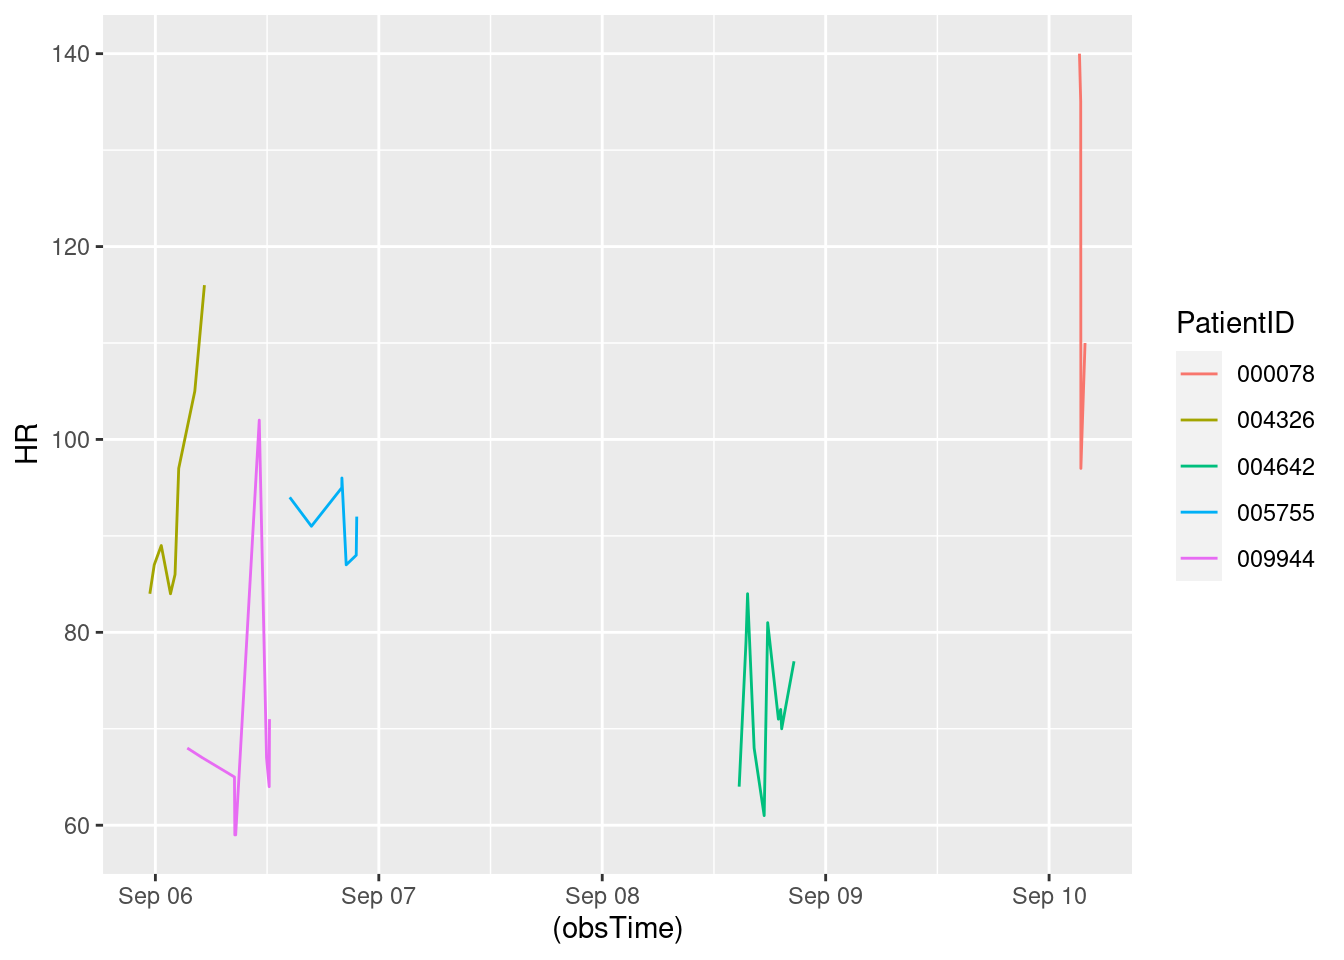 HR
140
120
100
80
60
Sep 06
Sep 07
Sep 08
Sep 09
Sep 10
(obsTime)
PatientID
000078
004326
004642
005755
009944